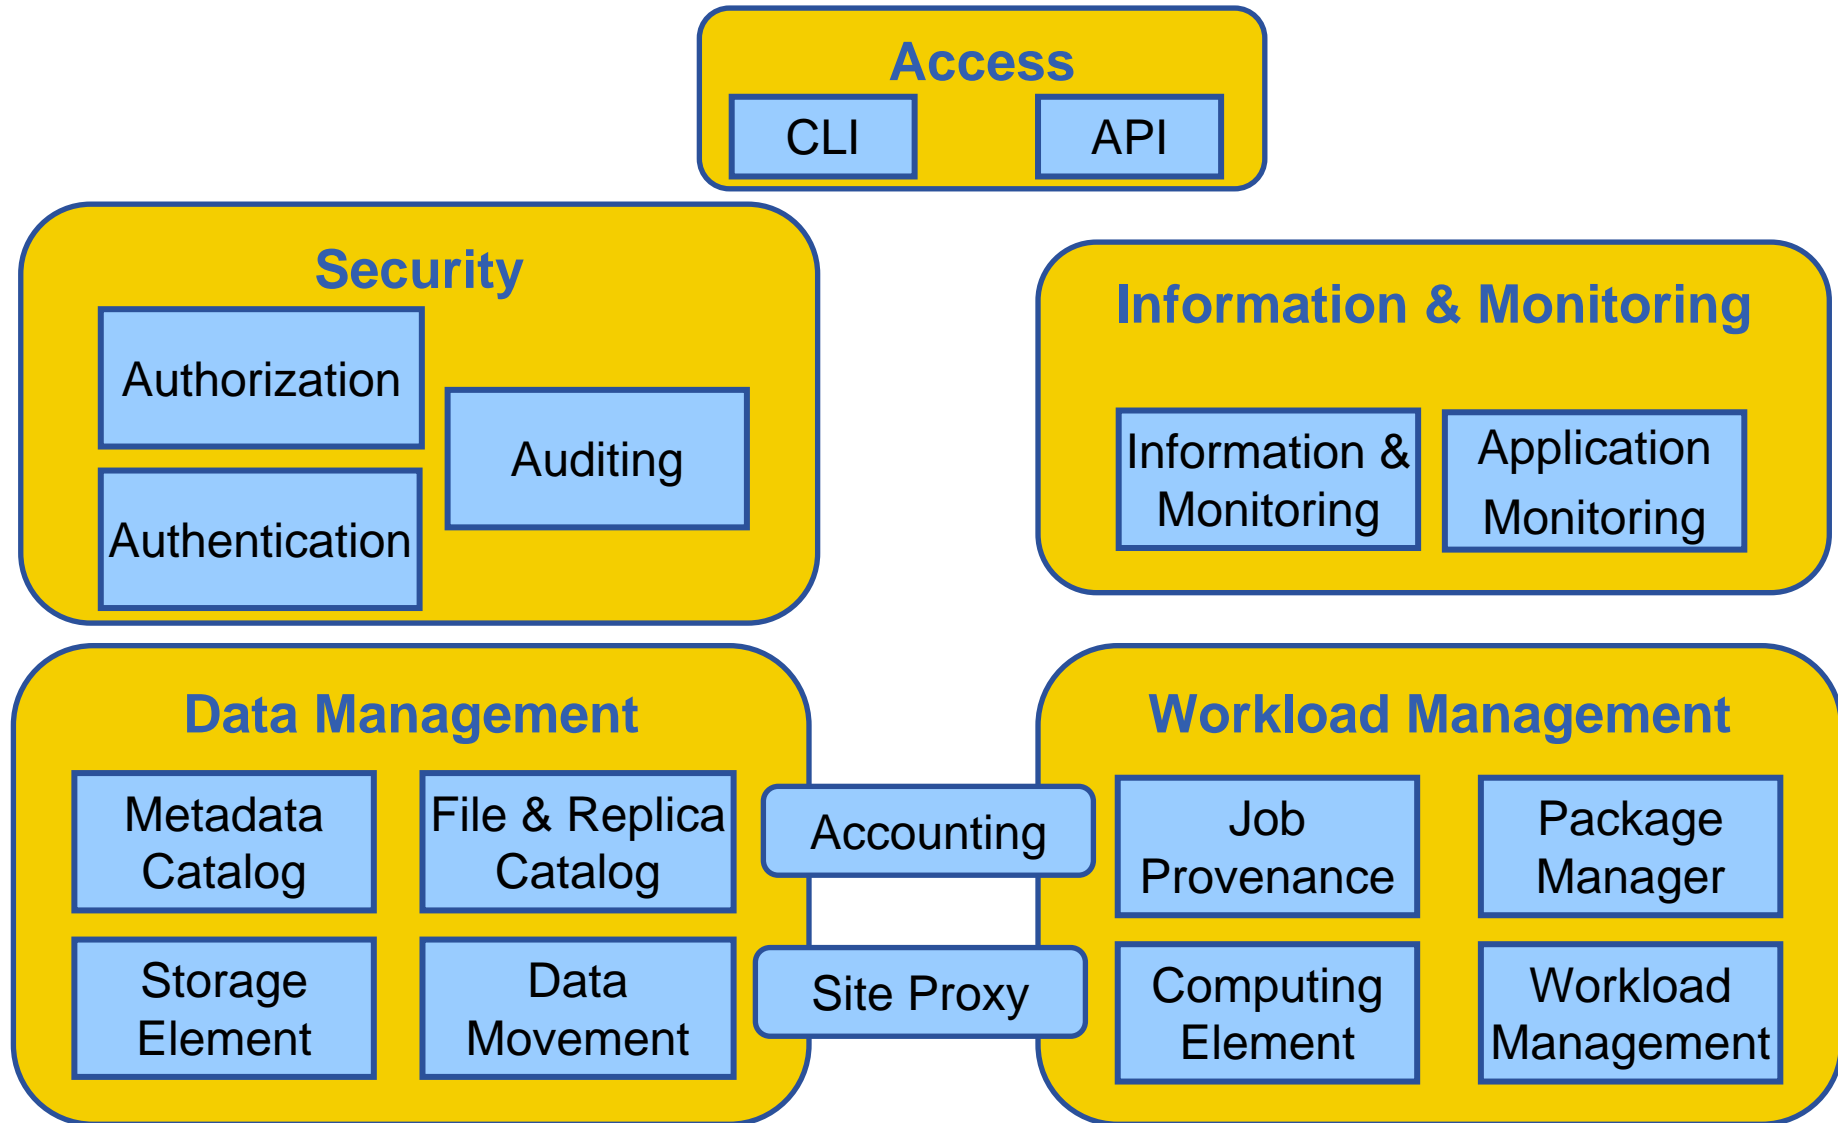 Access
CLI
API
Security
Authorization
Auditing
Authentication
Information & Monitoring
Information &
Monitoring
Application
Monitoring
Data Management
Metadata
Catalog
File & Replica
Catalog
Storage
Element
Data
Movement
Accounting
Site Proxy
Workload Management
Job
Provenance
Package
Manager
Computing
Element
Workload
Management